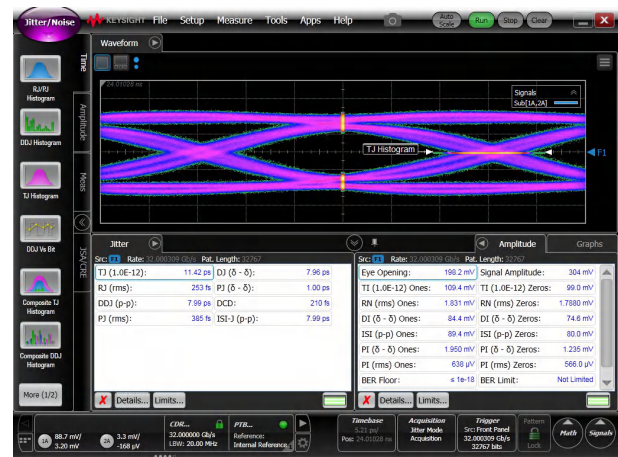 Jitter/Noise
KEYSIGHT File Setup Measure Tools Apps Help
Auto Scale
Run Stop Clear
Waveform
Time
Amplitude
Meas
JSA/CRE
RJ/PJ
Histogram
DDJ Histogram
TJ Histogram
DDJ Vs Bit
Composite TJ
Histogram
Composite DDJ
Histogram
More (1/2)
24.01028 ns
Signals
Sub[1A,2A]
TJ Histogram
F1
Jitter
Src: F1 Rate: 32.000309 Gb/s Pat. Length: 32767
TJ (1.0E-12): 11.42 ps DJ (δ - δ): 7.96 ps
RJ (rms): 253 fs PJ (δ - δ): 1.00 ps
DDJ (p-p): 7.99 ps DCD: 210 fs
PJ (rms): 385 fs ISI-J (p-p): 7.99 ps
Details... Limits...
Amplitude Graphs
Src: F1 Rate: 32.000309 Gb/s Pat. Length: 32767
Eye Opening: 198.2 mV Signal Amplitude: 304 mV
TI (1.0E-12) Ones: 109.4 mV TI (1.0E-12) Zeros: 99.0 mV
RN (rms) Ones: 1.831 mV RN (rms) Zeros: 1.7880 mV
DI (δ - δ) Ones: 84.4 mV DI (δ - δ) Zeros: 74.6 mV
ISI (p-p) Ones: 89.4 mV ISI (p-p) Zeros: 80.0 mV
PI (δ - δ) Ones: 1.950 mV PI (δ - δ) Zeros: 1.235 mV
PI (rms) Ones: 638 µV PI (rms) Zeros: 566.0 µV
BER Floor: ≤ 1e-18 BER Limit: Not Limited
Details... Limits...
1A 88.7 mV/
3.20 mV
2A 3.3 mV/
-168 µV
CDR...
32.000000 Gb/s
LBW: 20.00 MHz
PTB...
Reference:
Internal Reference
Timebase
5.21 ps/
Pos: 24.01028 ns
Acquisition
Jitter Mode
Acquisition
Trigger
Src: Front Panel
32.000309 Gb/s
32767 bits
Pattern
Lock
Math
Signals